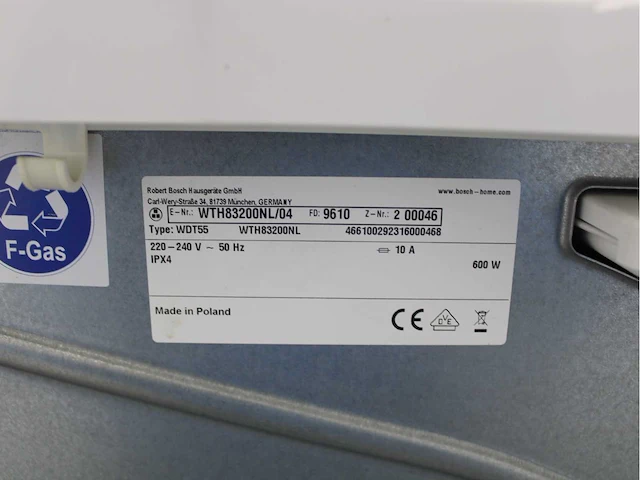 Robert Bosch Hausgeräte GmbH
Carl-Wery-Straße 34, 81739 München, GERMANY
www.bosch-home.com
E-Nr.: WTH83200NL/04 FD: 9610 Z-Nr.: 2 00046
Type: WDT55 WTH83200NL 466100292316000468
220-240 V ~ 50 Hz 10 A
IPX4 600 W
Made in Poland
CE DVE
F-Gas